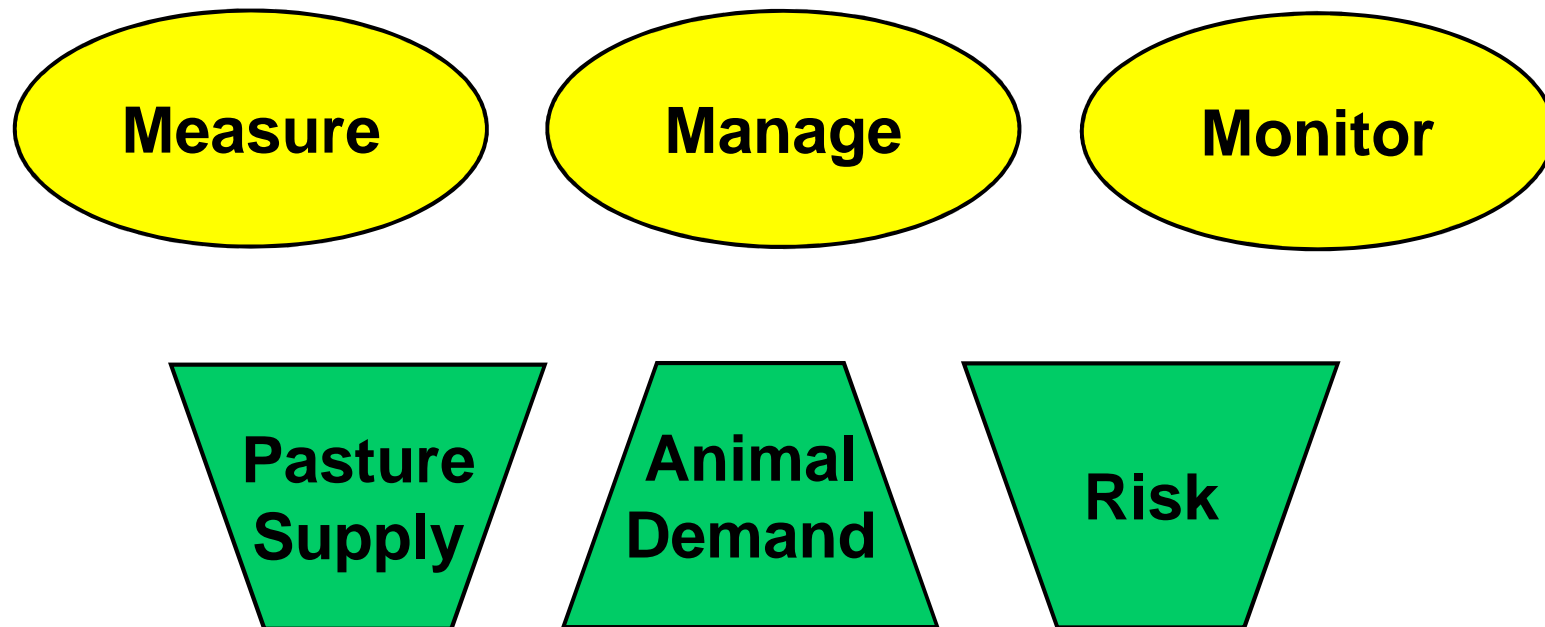 Measure
Manage
Monitor
Pasture
Supply
Animal
Demand
Risk